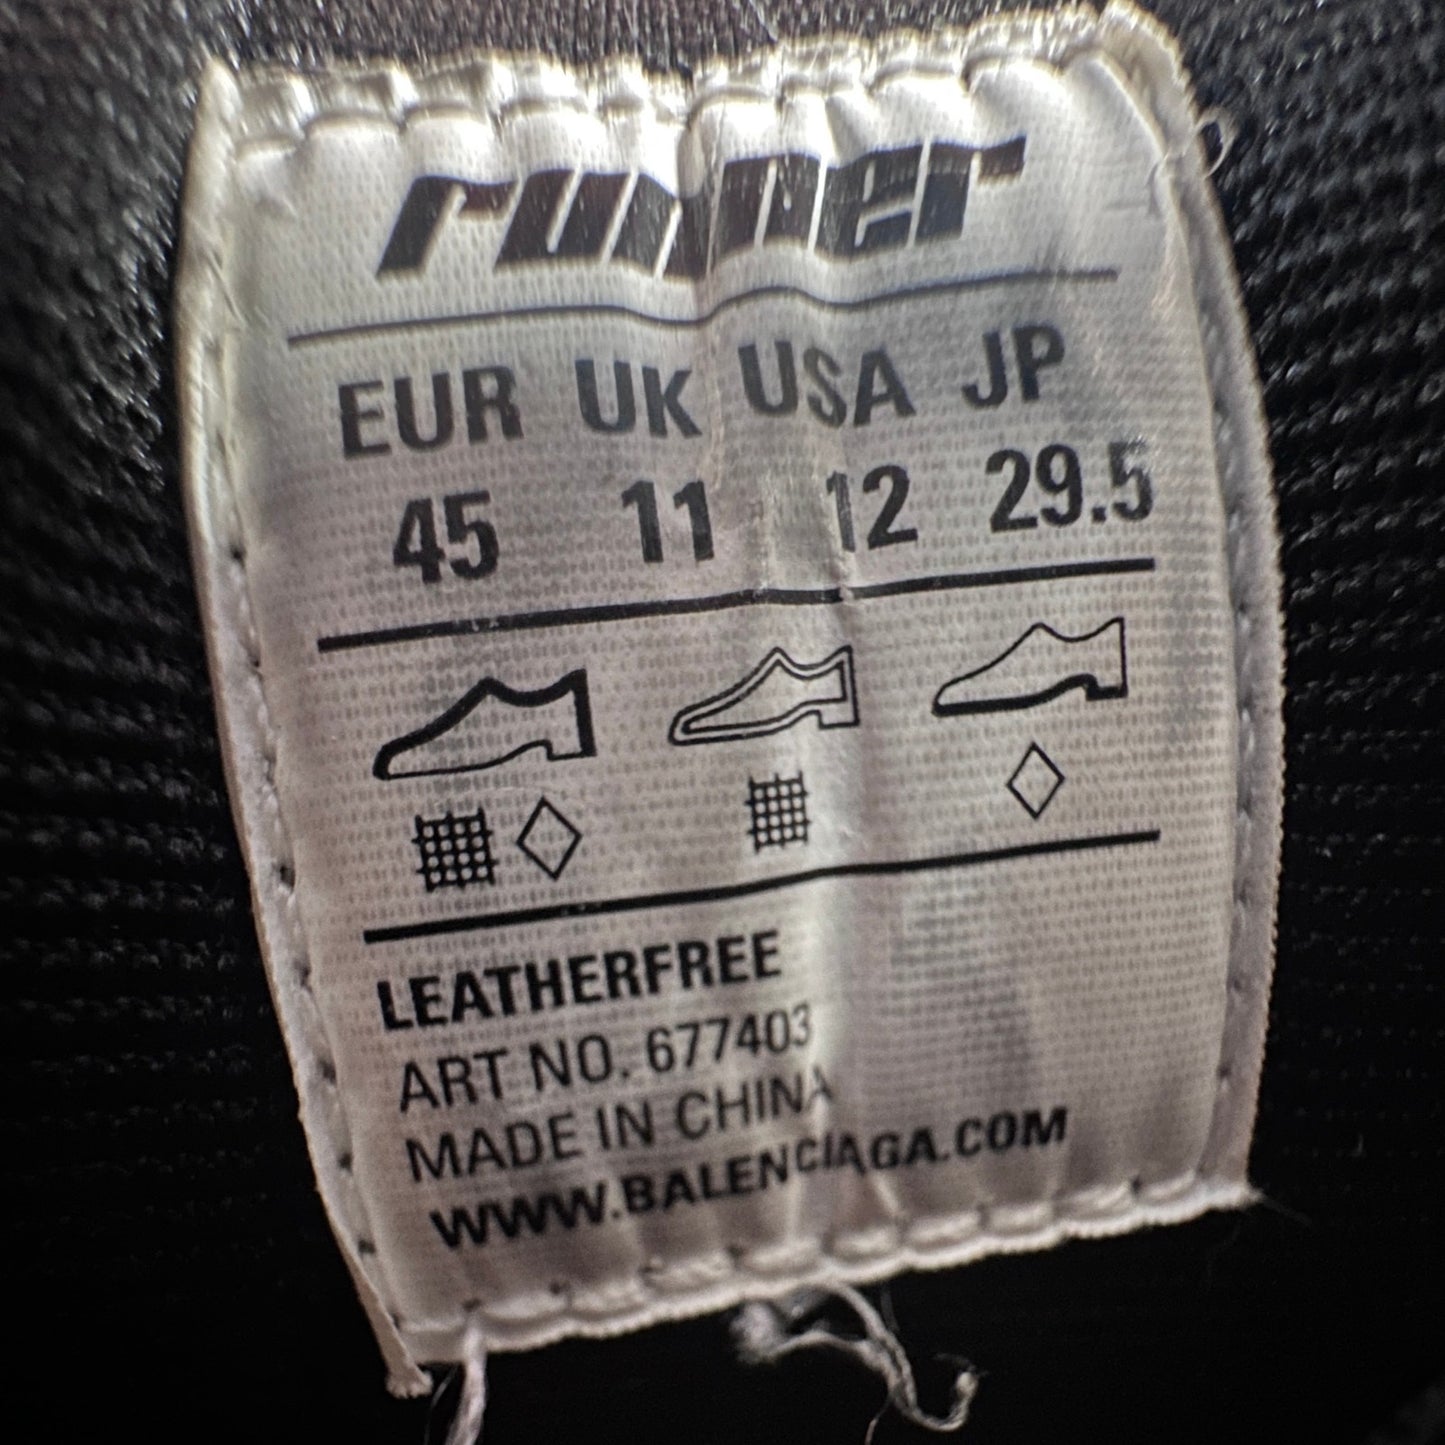 runner
EUR UK USA JP
45 11 12 29.5
LEATHERFREE
ART NO. 677403
MADE IN CHINA
WWW.BALENCIAGA.COM